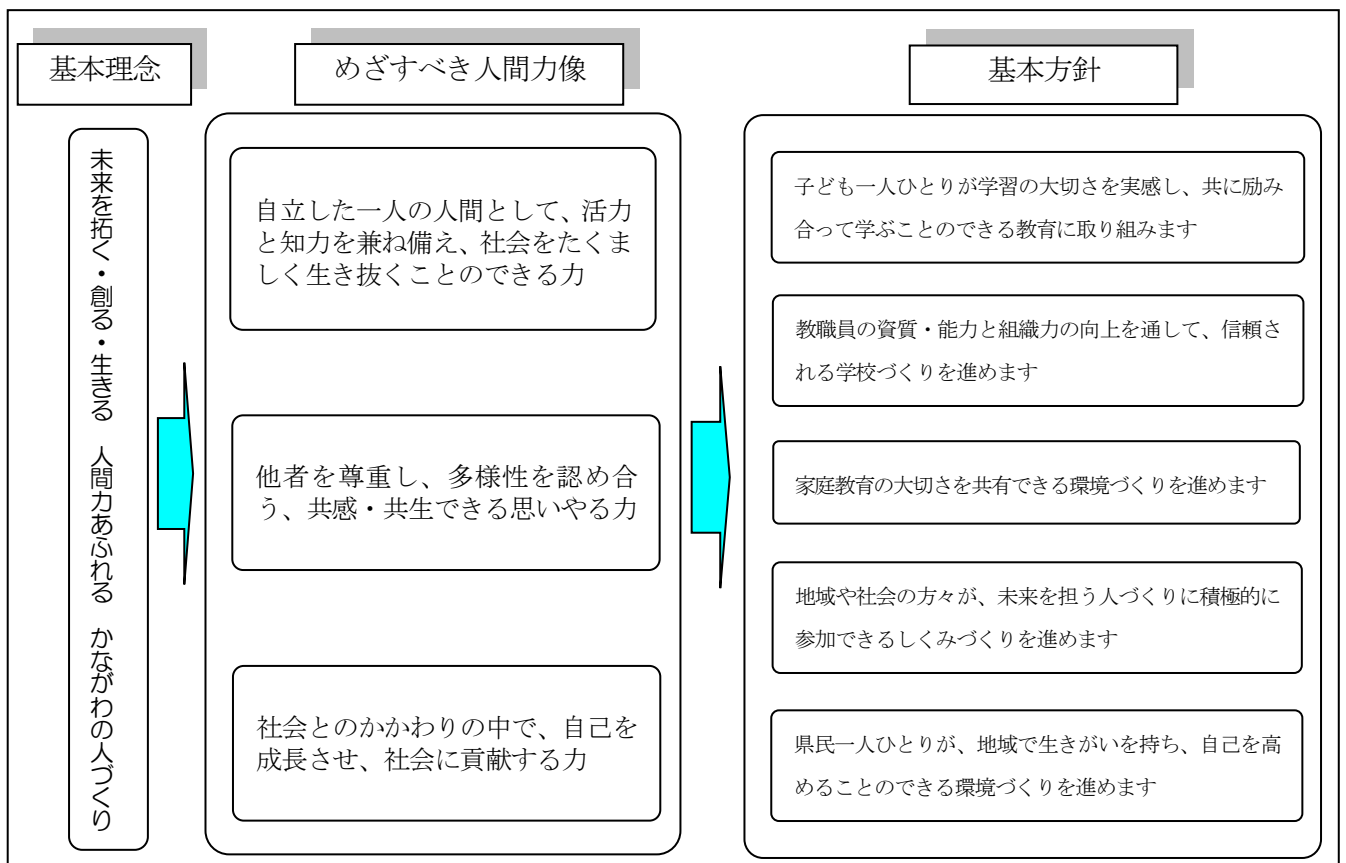 基本理念
めざすべき人間力像
基本方針
未来を拓く・創る・生きる　人間力あふれる　かながわの人づくり
自立した一人の人間として、活力
と知力を兼ね備え、社会をたくま
しく生き抜くことのできる力
他者を尊重し、多様性を認め合
う、共感・共生できる思いやる力
社会とのかかわりの中で、自己を
成長させ、社会に貢献する力
子ども一人ひとりが学習の大切さを実感し、共に励み
合って学ぶことのできる教育に取り組みます
教職員の資質・能力と組織力の向上を通して、信頼さ
れる学校づくりを進めます
家庭教育の大切さを共有できる環境づくりを進めます
地域や社会の方々が、未来を担う人づくりに積極的に
参加できるしくみづくりを進めます
県民一人ひとりが、地域で生きがいを持ち、自己を高
めることのできる環境づくりを進めます